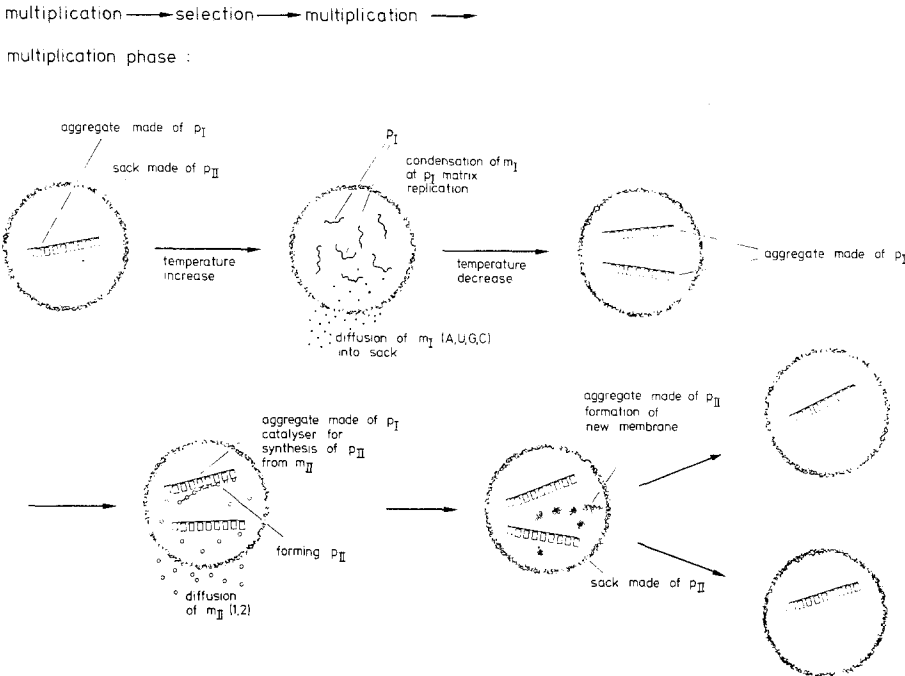 multiplication → selection → multipication →
multiplication phase :
aggregate made of pI
sack made of pII
temperature
increase
pI
condensation of mI
at pI matrix
replication
diffusion of mI (A,U,G,C)
into sack
temperature
decrease
aggregate made of pI
aggregate made of pI
catalyser for
synthesis of pII
from mII
forming pII
diffusion
of mII (1,2)
aggregate made of pII
formation of
new membrane
sack made of pII